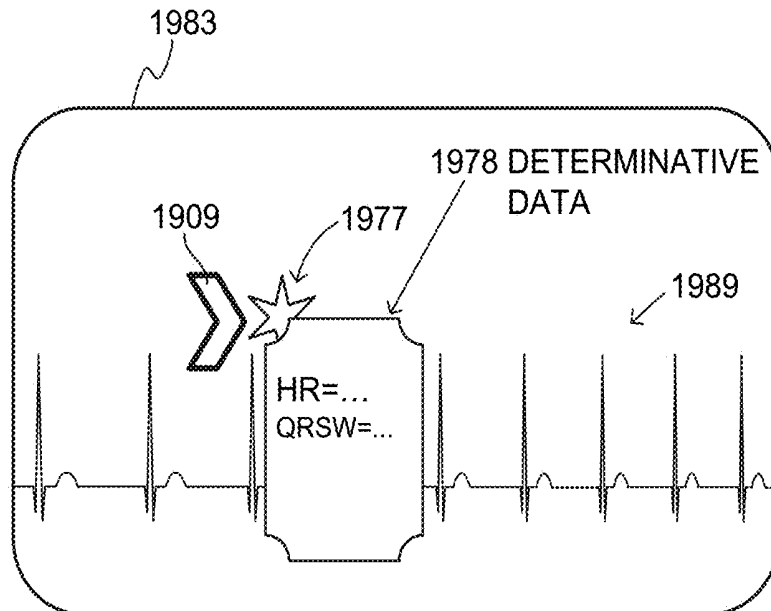 1983
1978 DETERMINATIVE
DATA
1909
1977
1989
HR=...
QRSW=...